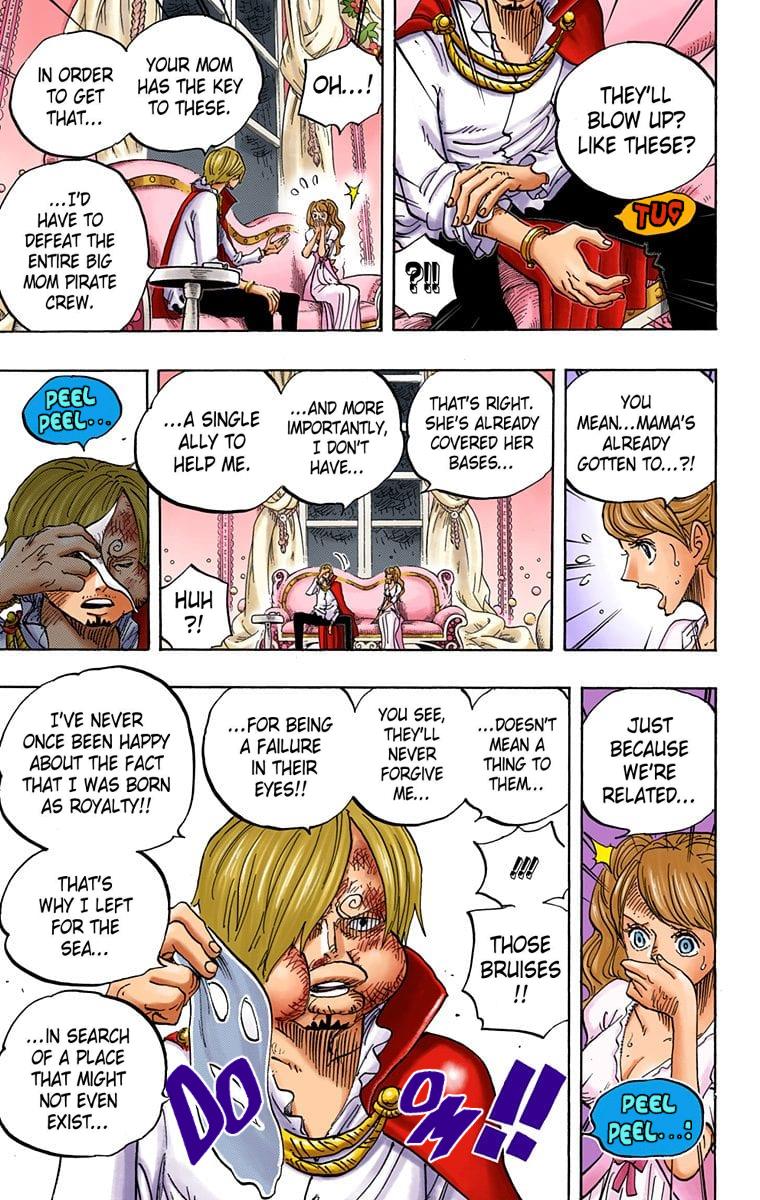 THEY'LL
BLOW UP?
LIKE THESE?
TUG
?!!
OH...!
YOUR MOM
HAS THE KEY
TO THESE.
IN ORDER
TO GET
THAT...
...I'D
HAVE TO
DEFEAT THE
ENTIRE BIG
MOM PIRATE
CREW.
YOU
MEAN...MAMA'S
ALREADY
GOTTEN TO...?!
THAT'S RIGHT.
SHE'S ALREADY
COVERED HER
BASES...
...AND MORE
IMPORTANTLY,
I DON'T
HAVE...
...A SINGLE
ALLY TO
HELP ME.
HUH
?!
PEEL
PEEL...
JUST
BECAUSE
WE'RE
RELATED...
PEEL
PEEL...!
...DOESN'T
MEAN A
THING TO
THEM...
YOU SEE,
THEY'LL
NEVER
FORGIVE
ME...
...FOR BEING
A FAILURE
IN THEIR
EYES!!
!!!
THOSE
BRUISES
!!
DOOM!!
I'VE NEVER
ONCE BEEN HAPPY
ABOUT THE FACT
THAT I WAS BORN
AS ROYALTY!!
THAT'S
WHY I LEFT
FOR THE
SEA...
...IN SEARCH
OF A PLACE
THAT MIGHT
NOT EVEN
EXIST...